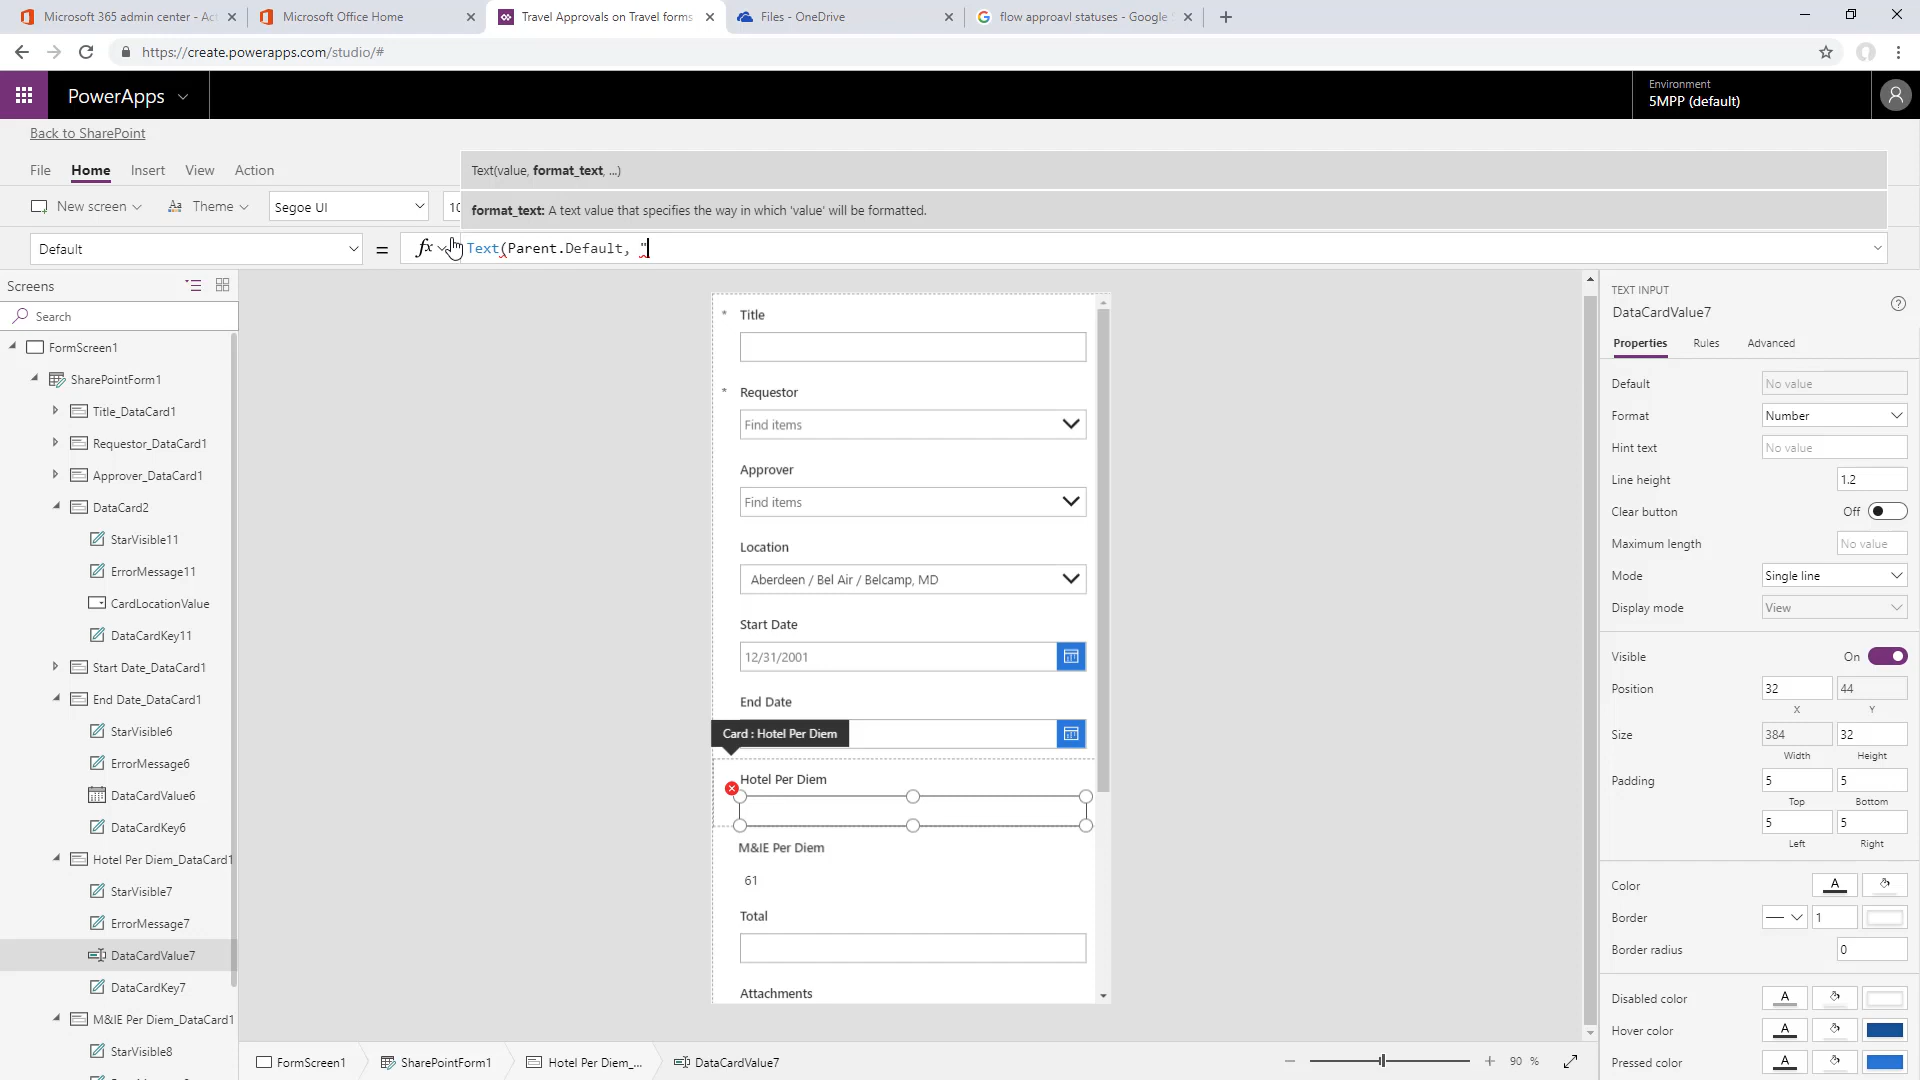 Microsoft 365 admin center - Act
Microsoft Office Home
Travel Approvals on Travel forms
Files - OneDrive
flow approavl statuses - Google
https://create.powerapps.com/studio/#
PowerApps
Environment
5MPP (default)
Back to SharePoint
File
Home
Insert
View
Action
Text(value, format_text, ...)
New screen
Theme
Segoe UI
10
format_text: A text value that specifies the way in which 'value' will be formatted.
Default
=
fx
Text(Parent.Default, "
Screens
Search
FormScreen1
SharePointForm1
Title_DataCard1
Requestor_DataCard1
Approver_DataCard1
DataCard2
StarVisible11
ErrorMessage11
CardLocationValue
DataCardKey11
Start Date_DataCard1
End Date_DataCard1
StarVisible6
ErrorMessage6
DataCardValue6
DataCardKey6
Hotel Per Diem_DataCard1
StarVisible7
ErrorMessage7
DataCardValue7
DataCardKey7
M&IE Per Diem_DataCard1
StarVisible8
* Title
* Requestor
Find items
Approver
Find items
Location
Aberdeen / Bel Air / Belcamp, MD
Start Date
12/31/2001
End Date
Card : Hotel Per Diem
Hotel Per Diem
M&IE Per Diem
61
Total
Attachments
FormScreen1
SharePointForm1
Hotel Per Diem_...
DataCardValue7
90 %
TEXT INPUT
DataCardValue7
Properties
Rules
Advanced
Default
No value
Format
Number
Hint text
No value
Line height
1.2
Clear button
Off
Maximum length
No value
Mode
Single line
Display mode
View
Visible
On
Position
32
44
X
Y
Size
384
32
Width
Height
Padding
5
5
Top
Bottom
5
5
Left
Right
Color
A
Border
1
Border radius
0
Disabled color
A
Hover color
A
Pressed color
A